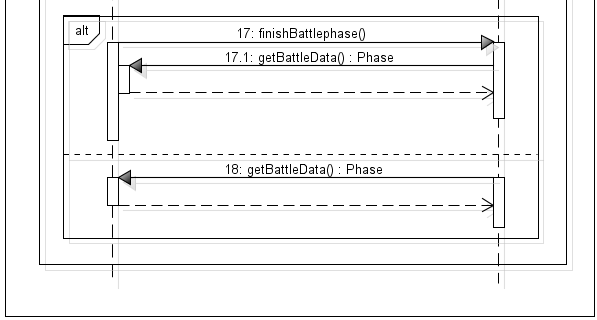 alt
17: finishBattlephase()
17.1: getBattleData() : Phase
18: getBattleData() : Phase